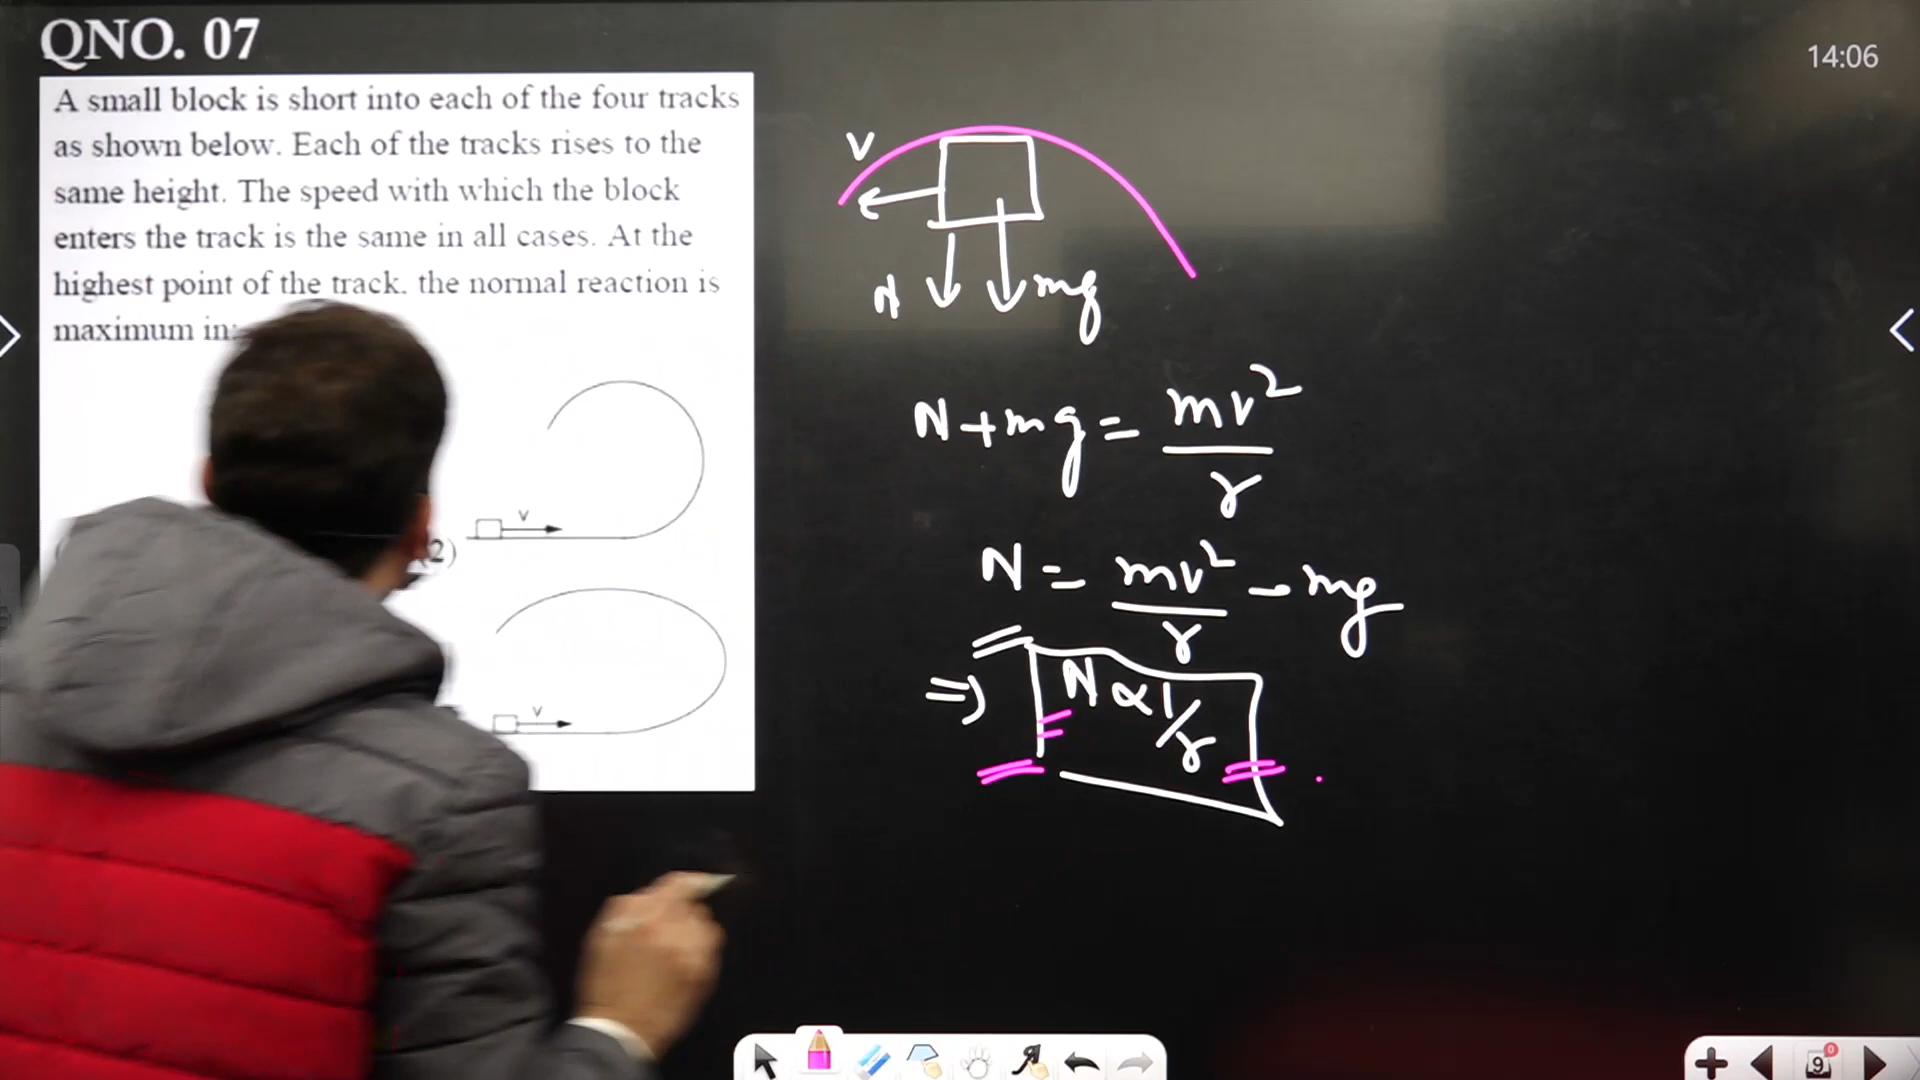 QNO. 07
14:06
A small block is short into each of the four tracks
as shown below. Each of the tracks rises to the
same height. The speed with which the block
enters the track is the same in all cases. At the
highest point of the track. the normal reaction is
maximum in:
v
2)
v
V
N
mg
N + mg = mv²/r
N = mv²/r - mg
⇒ N α 1/r
9
0